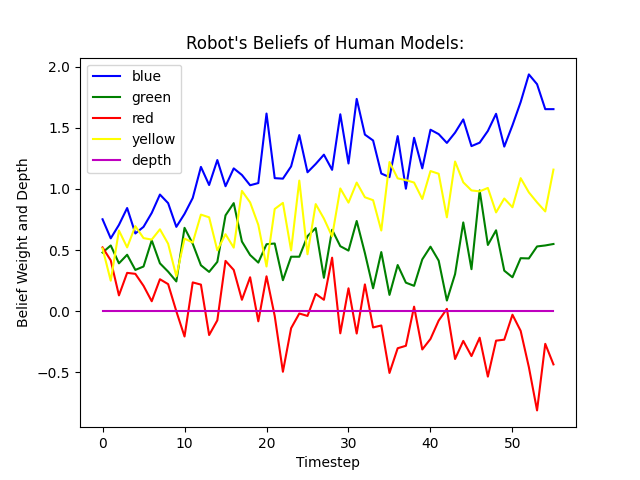 Robot's Beliefs of Human Models:
blue
green
red
yellow
depth
Belief Weight and Depth
2.0
1.5
1.0
0.5
0.0
−0.5
0
10
20
30
40
50
Timestep